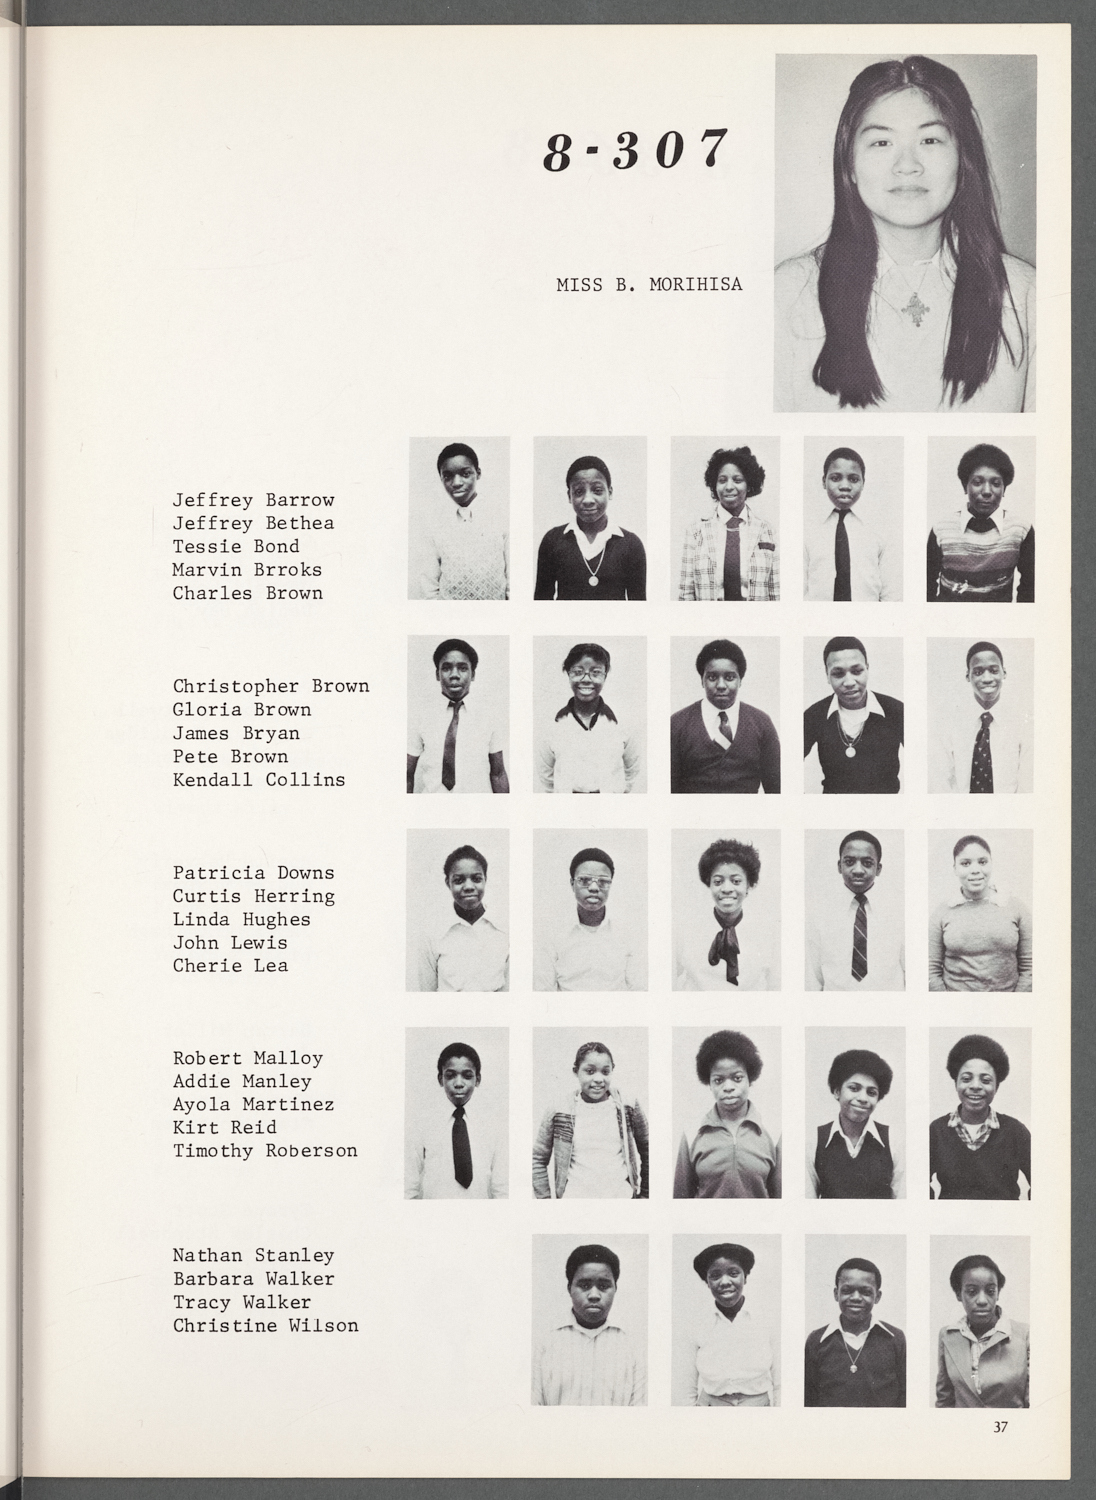 8-307
MISS B. MORIHISA
Jeffrey Barrow
Jeffrey Bethea
Tessie Bond
Marvin Brroks
Charles Brown
Christopher Brown
Gloria Brown
James Bryan
Pete Brown
Kendall Collins
Patricia Downs
Curtis Herring
Linda Hughes
John Lewis
Cherie Lea
Robert Malloy
Addie Manley
Ayola Martinez
Kirt Reid
Timothy Roberson
Nathan Stanley
Barbara Walker
Tracy Walker
Christine Wilson
37